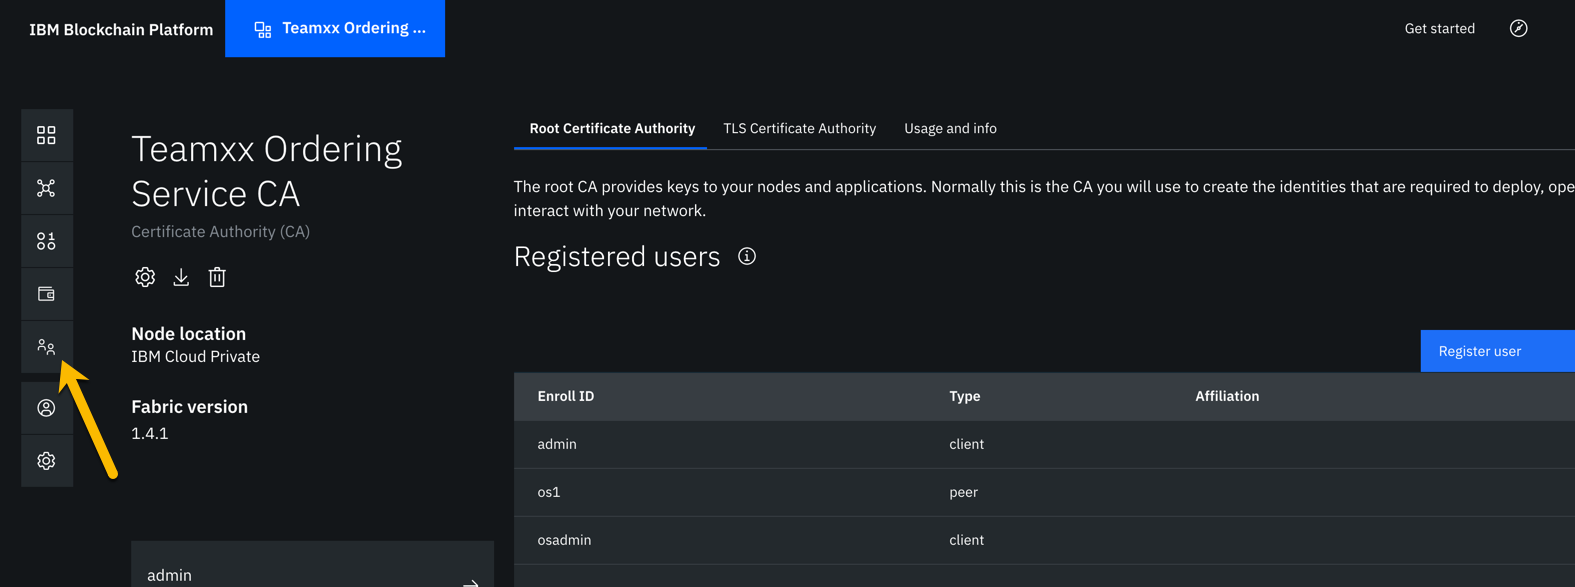 IBM Blockchain Platform
Teamxx Ordering ...
Get started
Root Certificate Authority
TLS Certificate Authority
Usage and info
Teamxx Ordering
Service CA
Certificate Authority (CA)
Node location
IBM Cloud Private
Fabric version
1.4.1
admin
The root CA provides keys to your nodes and applications. Normally this is the CA you will use to create the identities that are required to deploy, ope
interact with your network.
Registered users
Register user
Enroll ID Type Affiliation
admin client
os1 peer
osadmin client